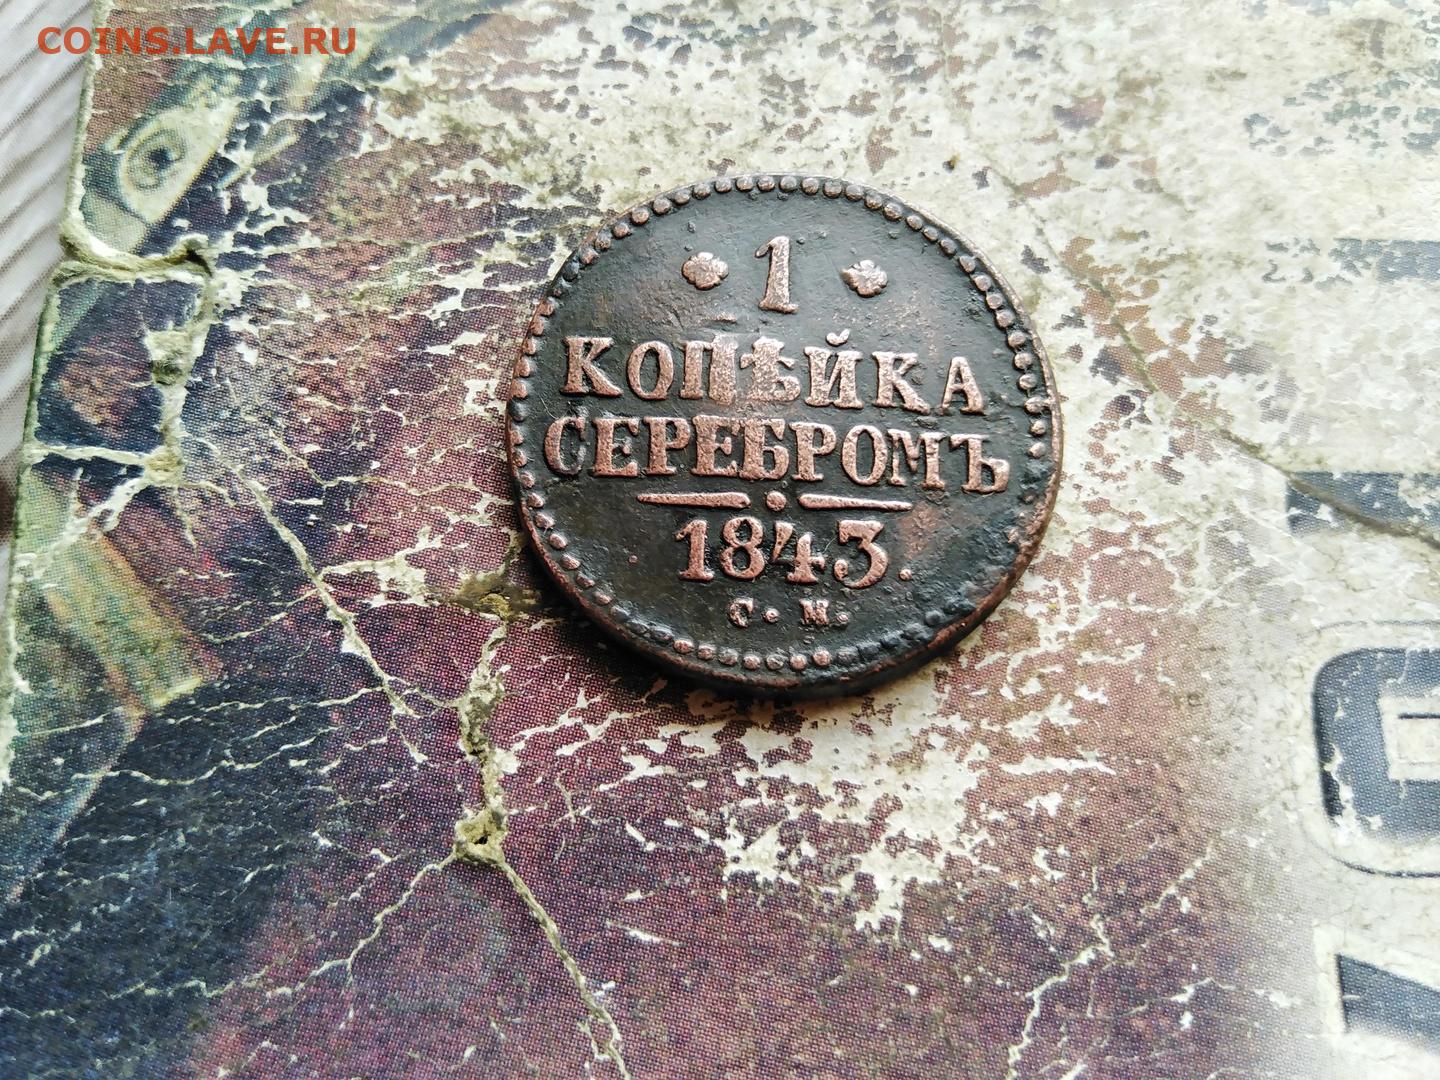 COINS.LAVE.RU
1
КОПѢЙКА
СЕРЕБРОМЪ
1843.
С. М.